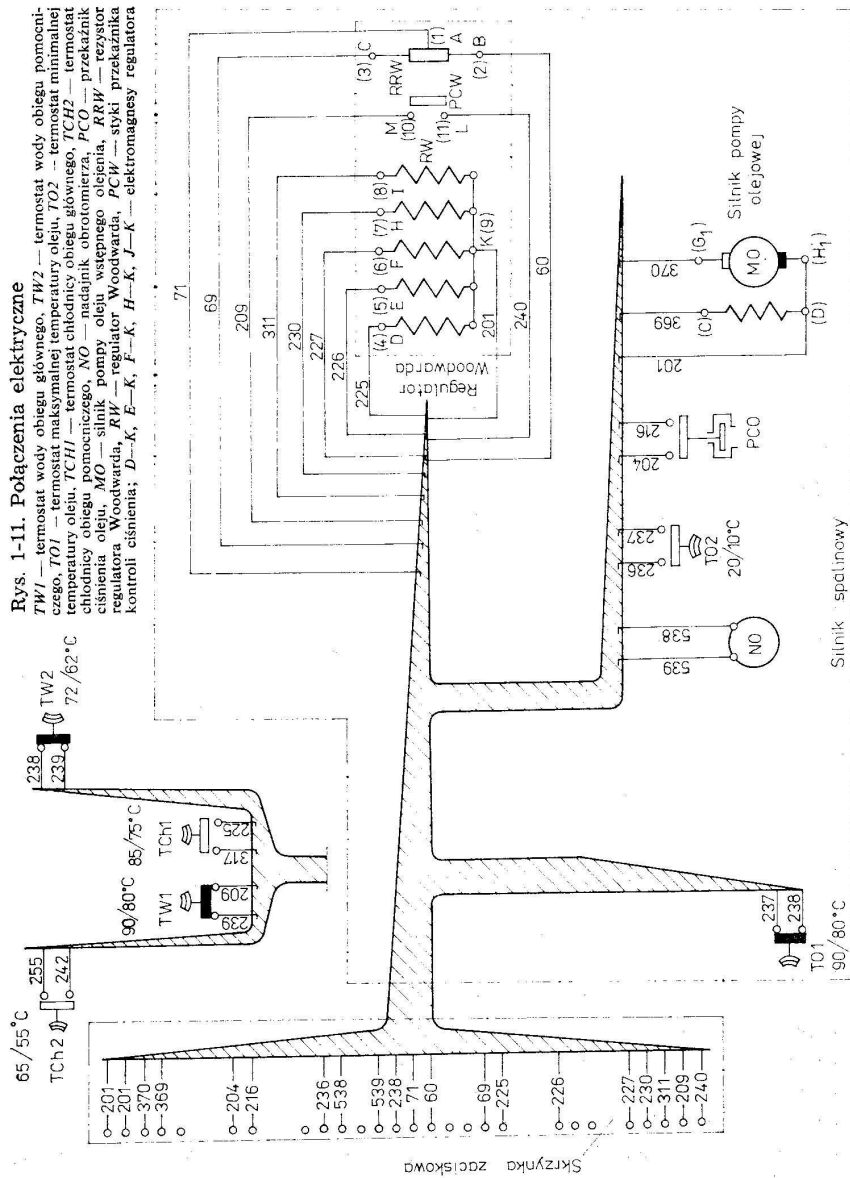 Rys. 1-11. Połączenia elektryczne
TW1 — termostat wody obiegu głównego, TW2 — termostat wody obiegu pomocni-
czego, TO1 — termostat maksymalnej temperatury oleju, TO2 — termostat minimalnej
temperatury oleju, TCH1 — termostat chłodnicy obiegu głównego, TCH2 — termostat
chłodnicy obiegu pomocniczego, NO — nadajnik obrotomierza, PCO — przekaźnik
ciśnienia oleju, MO — silnik pompy oleju wstępnego olejenia, RRW — rezystor
regulatora Woodwarda, RW — regulator Woodwarda, PCW — styki przekaźnika
kontroli ciśnienia; D—K, E—K, F—K, H—K, J—K — elektromagnesy regulatora
65/55°C
TCh2
255
242
90/80°C
TW1
239
209
85/75°C
TCh1
317
225
238
239
TW2
72/62°C
71
69
209
311
230
227
226
225
Regulator
Woodwarda
(4)
D
(5)
E
(6)
F
(7)
H
(8)
I
RW
K(9)
201
M
(10)
(11)
L
PCW
RRW
(3) C
(1)
A
(2) B
240
60
201
201
370
369
204
216
236
538
539
238
71
60
69
225
226
227
230
311
209
240
Skrzynka zaciskowa
237
238
TO1
90/80°C
539
538
NO
236
237
TO2
20/10°C
204
216
PCO
201
369
(C)
(D)
370
(G1)
MO
(H1)
Silnik pompy
olejowej
Silnik spalinowy